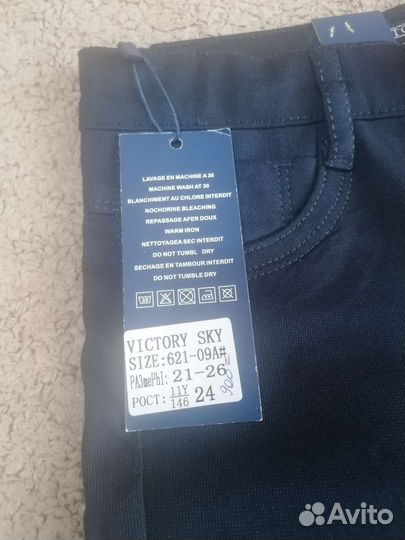 LAVAGE EN MACHINE A 30
MACHINE WASH AT 30
BLANCHIMENT AU CHLORE INTERDIT
NOCHORINE BLEACHING
REPASSAGE AFER DOUX
WARM IRON
NETTOYAGEA SEC INTERDIT
DO NOT TUMBL DRY
SECHAGE EN TAMBOUR INTERDIT
DO NOT TUMBLE DRY
VICTORY SKY
SIZE: 621-09A#
РАЗmеРЫ: 21-26
РОСТ: 11Y/146 24
Avito